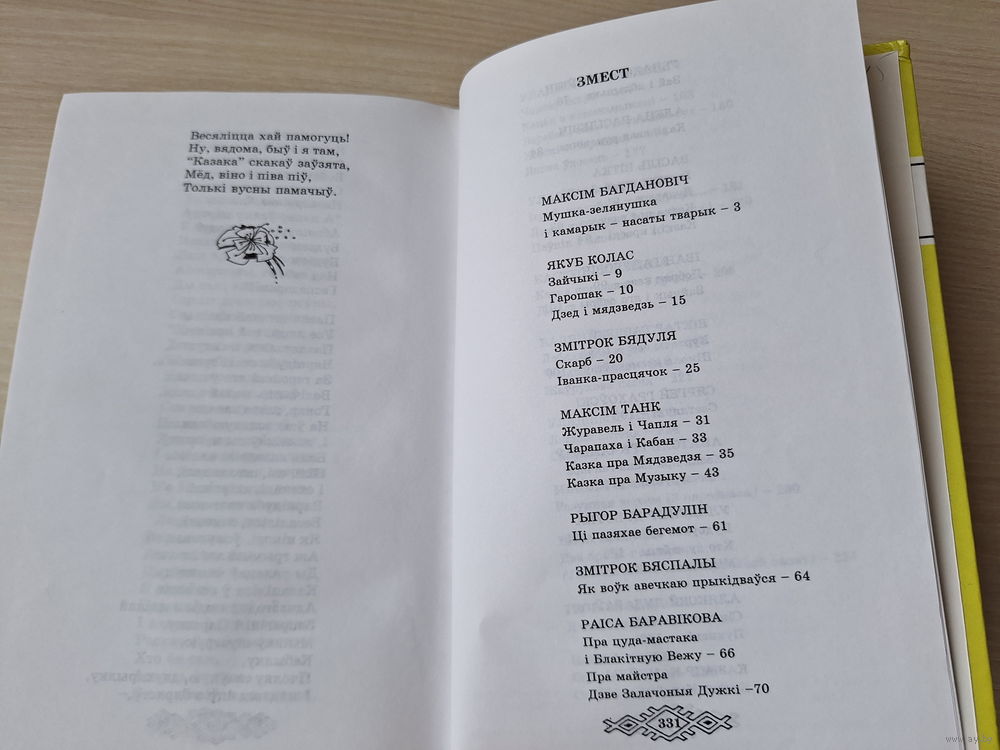 Весяліцца хай памогуць!
Ну, вядома, быў і я там,
“Казака” скакаў заўзята,
Мёд, віно і піва піў,
Толькі вусны памачыў.
ЗМЕСТ
МАКСІМ БАГДАНОВІЧ
Мушка-зелянушка
і камарык – насаты тварык – 3
ЯКУБ КОЛАС
Зайчыкі – 9
Гарошак – 10
Дзед і мядзведзь – 15
ЗМІТРОК БЯДУЛЯ
Скарб – 20
Іванка-прасцячок – 25
МАКСІМ ТАНК
Журавель і Чапля – 31
Чарапаха і Кабан – 33
Казка пра Мядзведзя – 35
Казка пра Музыку – 43
РЫГОР БАРАДУЛІН
Ці пазяхае бегемот – 61
ЗМІТРОК БЯСПАЛЫ
Як воўк авечкаю прыкідваўся – 64
РАІСА БАРАВІКОВА
Пра цуда-мастака
і Блакітную Вежу – 66
Пра майстра
Дзве Залачоныя Дужкі –70
331